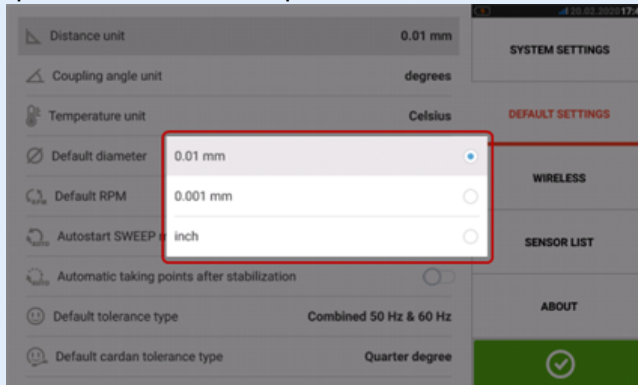 20.02.2020 17:4
Distance unit 0.01 mm
SYSTEM SETTINGS
Coupling angle unit degrees
Temperature unit Celsius
DEFAULT SETTINGS
Default diameter
0.01 mm
WIRELESS
Default RPM
0.001 mm
Autostart SWEEP
inch
SENSOR LIST
Automatic taking points after stabilization
Default tolerance type Combined 50 Hz & 60 Hz
ABOUT
Default cardan tolerance type Quarter degree